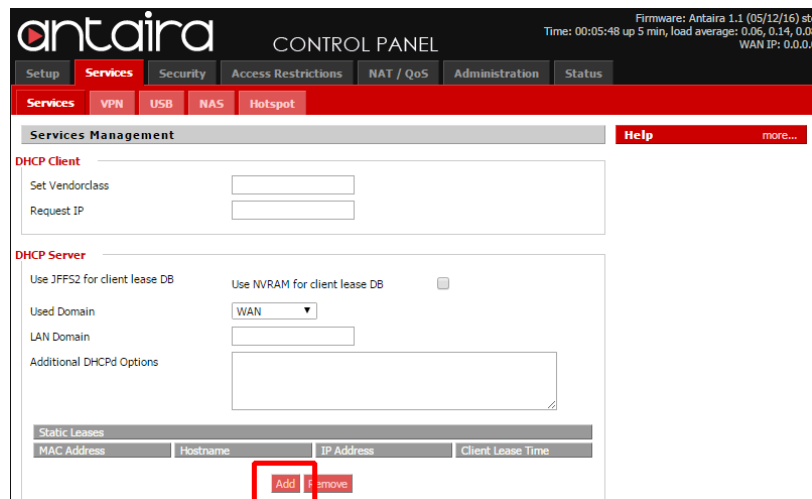 antaira CONTROL PANEL
Firmware: Antaira 1.1 (05/12/16)
Time: 00:05:48 up 5 min, load average: 0.06, 0.14,
WAN IP: 0.0.0.
Setup Services Security Access Restrictions NAT / QoS Administration Status
Services VPN USB NAS Hotspot
Services Management
Help more...
DHCP Client
Set Vendorclass
Request IP
DHCP Server
Use JFFS2 for client lease DB Use NVRAM for client lease DB
Used Domain WAN
LAN Domain
Additional DHCPd Options
Static Leases
MAC Address Hostname IP Address Client Lease Time
Add Remove